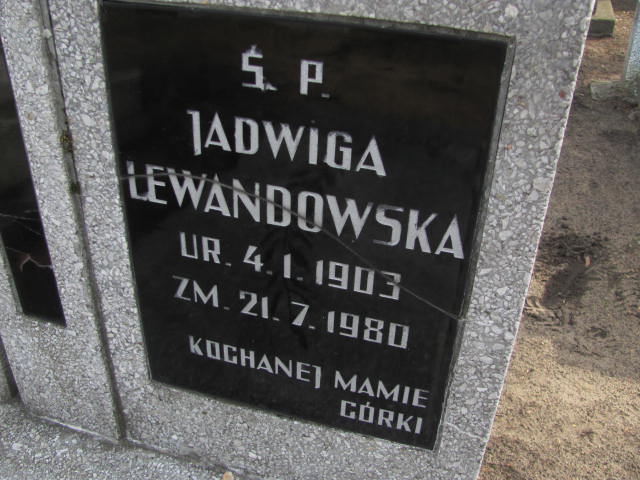 Ś. P.
JADWIGA
LEWANDOWSKA
UR. 4.1.1903
ZM. 21.7.1980
KOCHANEJ MAMIE
CÓRKI